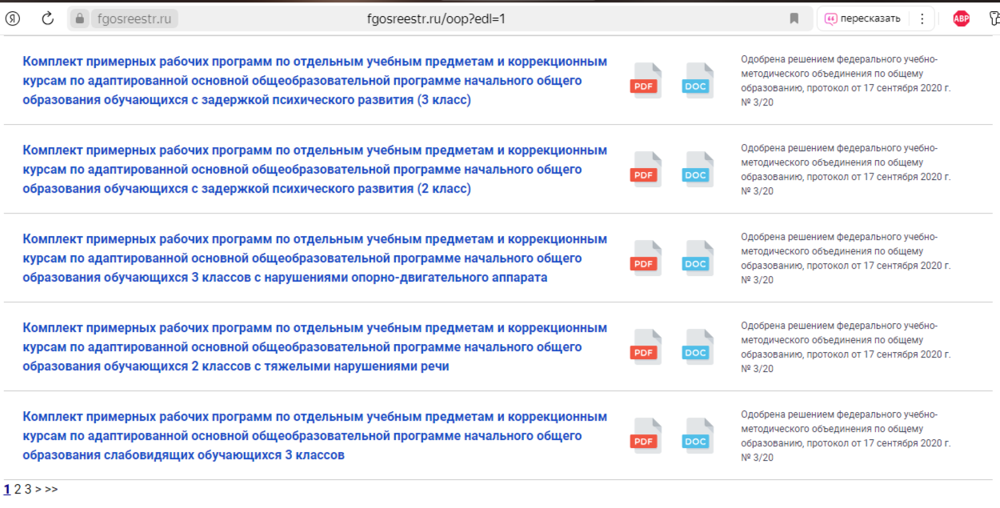 Я fgosreestr.ru fgosreestr.ru/oop?edl=1 пересказать ABP
Комплект примерных рабочих программ по отдельным учебным предметам и коррекционным
курсам по адаптированной основной общеобразовательной программе начального общего
образования обучающихся с задержкой психического развития (3 класс)
PDF DOC
Одобрена решением федерального учебно-
методического объединения по общему
образованию, протокол от 17 сентября 2020 г.
№ 3/20
Комплект примерных рабочих программ по отдельным учебным предметам и коррекционным
курсам по адаптированной основной общеобразовательной программе начального общего
образования обучающихся с задержкой психического развития (2 класс)
PDF DOC
Одобрена решением федерального учебно-
методического объединения по общему
образованию, протокол от 17 сентября 2020 г.
№ 3/20
Комплект примерных рабочих программ по отдельным учебным предметам и коррекционным
курсам по адаптированной основной общеобразовательной программе начального общего
образования обучающихся 3 классов с нарушениями опорно-двигательного аппарата
PDF DOC
Одобрена решением федерального учебно-
методического объединения по общему
образованию, протокол от 17 сентября 2020 г.
№ 3/20
Комплект примерных рабочих программ по отдельным учебным предметам и коррекционным
курсам по адаптированной основной общеобразовательной программе начального общего
образования обучающихся 2 классов с тяжелыми нарушениями речи
PDF DOC
Одобрена решением федерального учебно-
методического объединения по общему
образованию, протокол от 17 сентября 2020 г.
№ 3/20
Комплект примерных рабочих программ по отдельным учебным предметам и коррекционным
курсам по адаптированной основной общеобразовательной программе начального общего
образования слабовидящих обучающихся 3 классов
PDF DOC
Одобрена решением федерального учебно-
методического объединения по общему
образованию, протокол от 17 сентября 2020 г.
№ 3/20
1 2 3 > >>